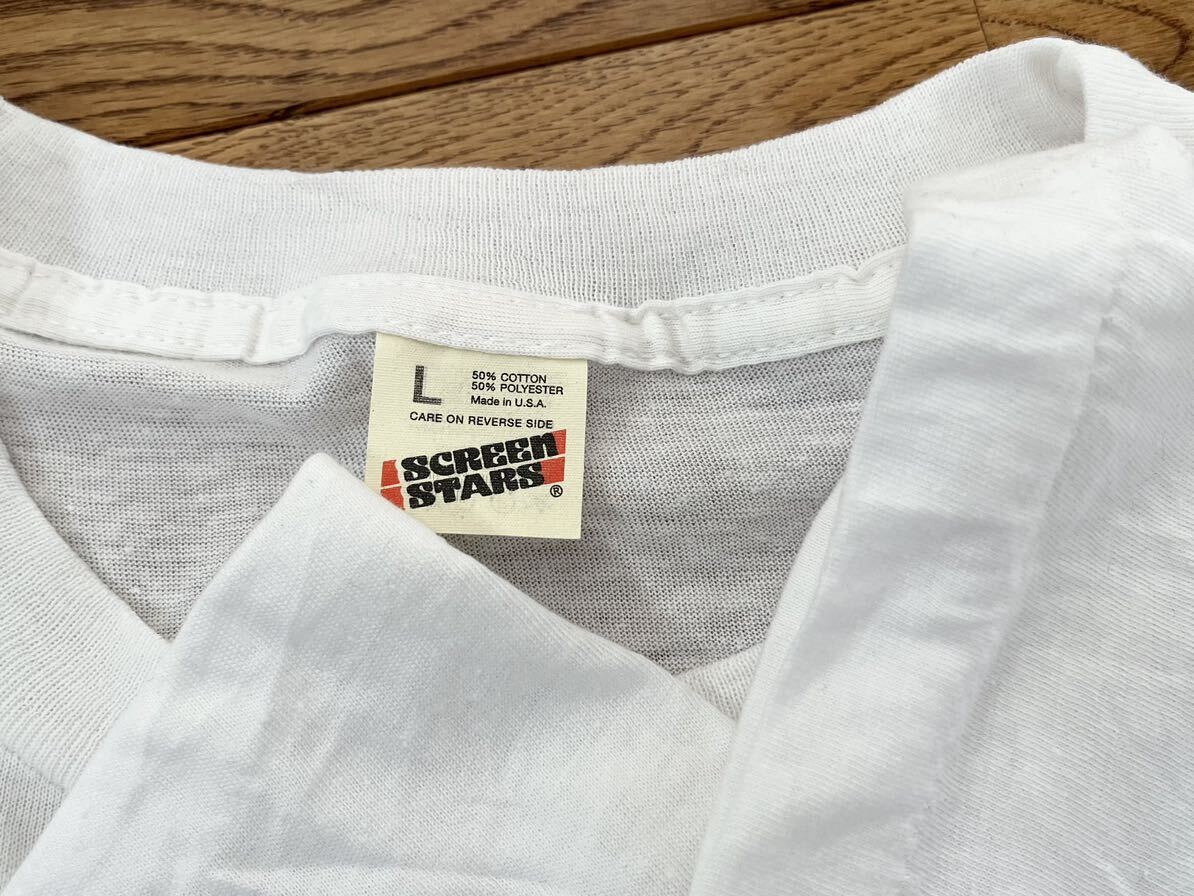 L
50% COTTON
50% POLYESTER
Made in U.S.A.
CARE ON REVERSE SIDE
SCREEN
STARS ®